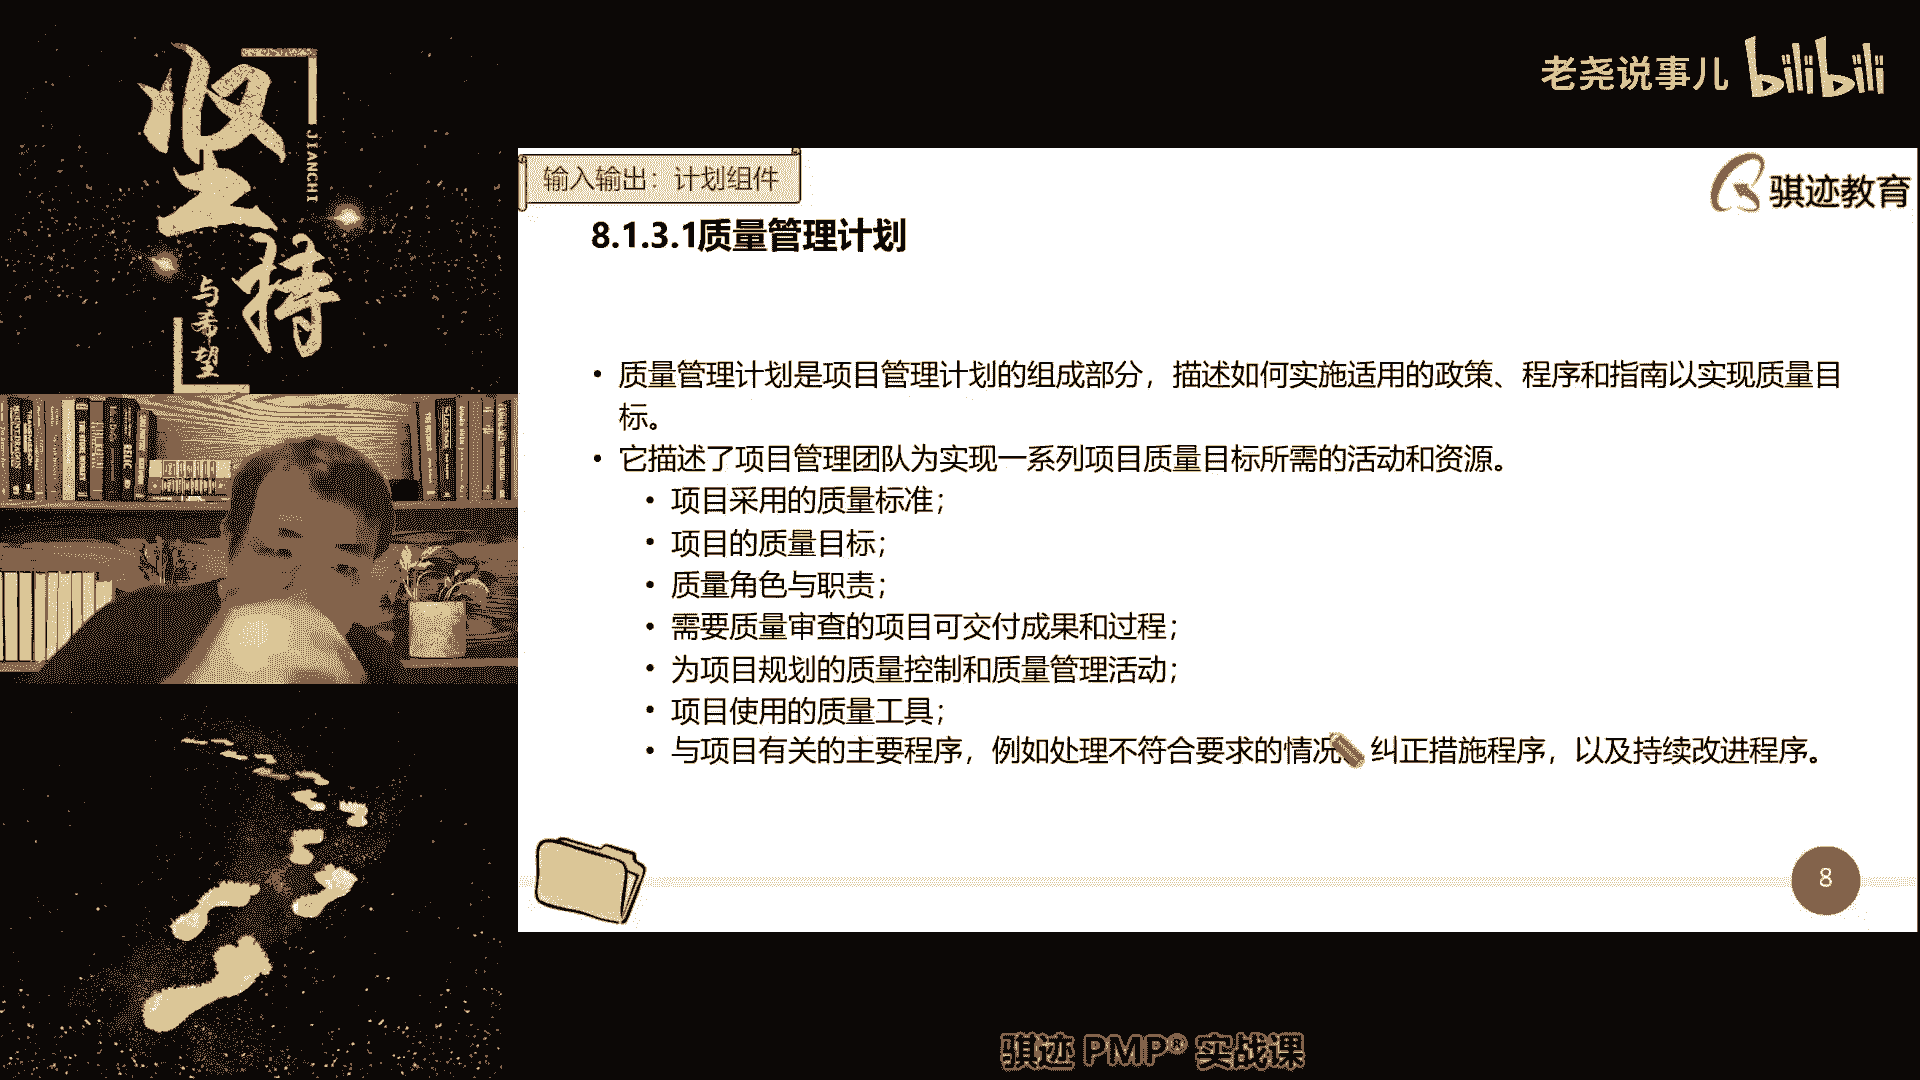 坚持
JIANCHI
与希望
老尧说事儿 bilibili
输入输出：计划组件
骐迹教育
8.1.3.1质量管理计划
• 质量管理计划是项目管理计划的组成部分，描述如何实施适用的政策、程序和指南以实现质量目
标。
• 它描述了项目管理团队为实现一系列项目质量目标所需的活动和资源。
• 项目采用的质量标准；
• 项目的质量目标；
• 质量角色与职责；
• 需要质量审查的项目可交付成果和过程；
• 为项目规划的质量控制和质量管理活动；
• 项目使用的质量工具；
• 与项目有关的主要程序，例如处理不符合要求的情况 纠正措施程序，以及持续改进程序。
8
骐迹 PMP® 实战课